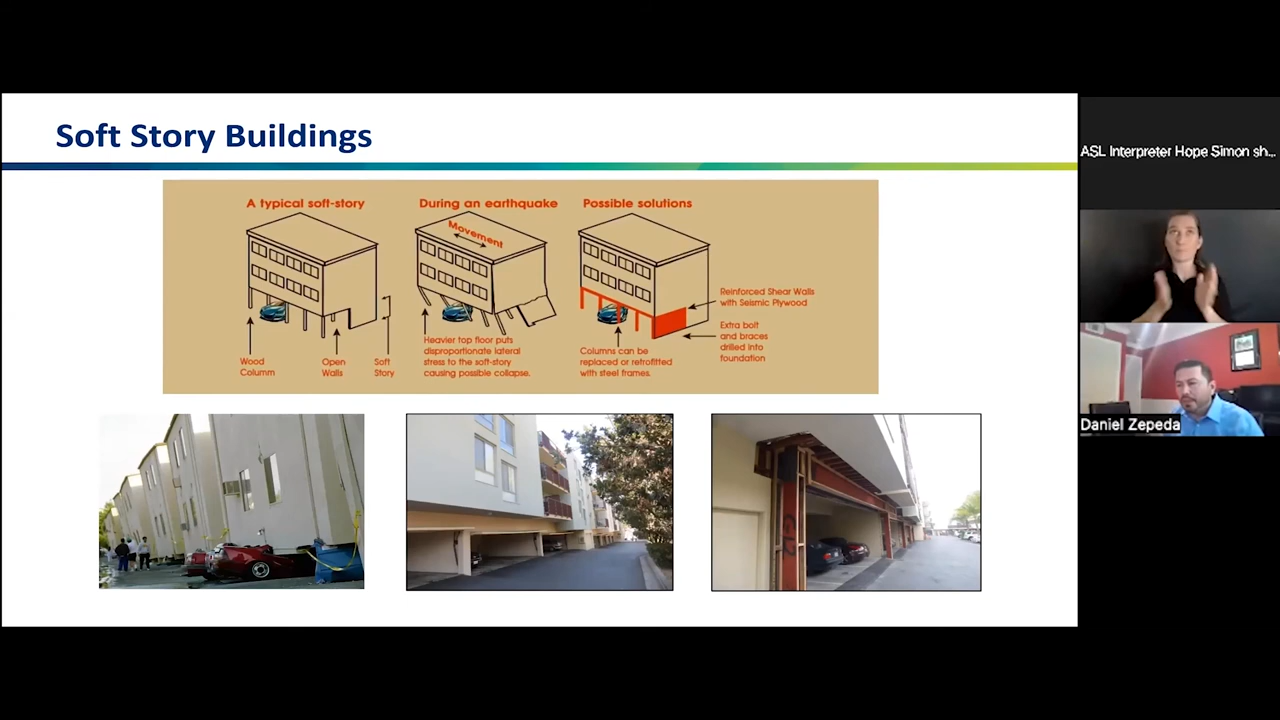 Soft Story Buildings
A typical soft-story
During an earthquake
Possible solutions
Movement
Wood
Column
Open
Walls
Soft
Story
Heavier top floor puts
disproportionate lateral
stress to the soft-story
causing possible collapse.
Columns can be
replaced or retrofitted
with steel frames.
Reinforced Shear Walls
with Seismic Plywood
Extra bolt
and braces
drilled into
foundation
ASL Interpreter Hope Simon sh...
Daniel Zepeda